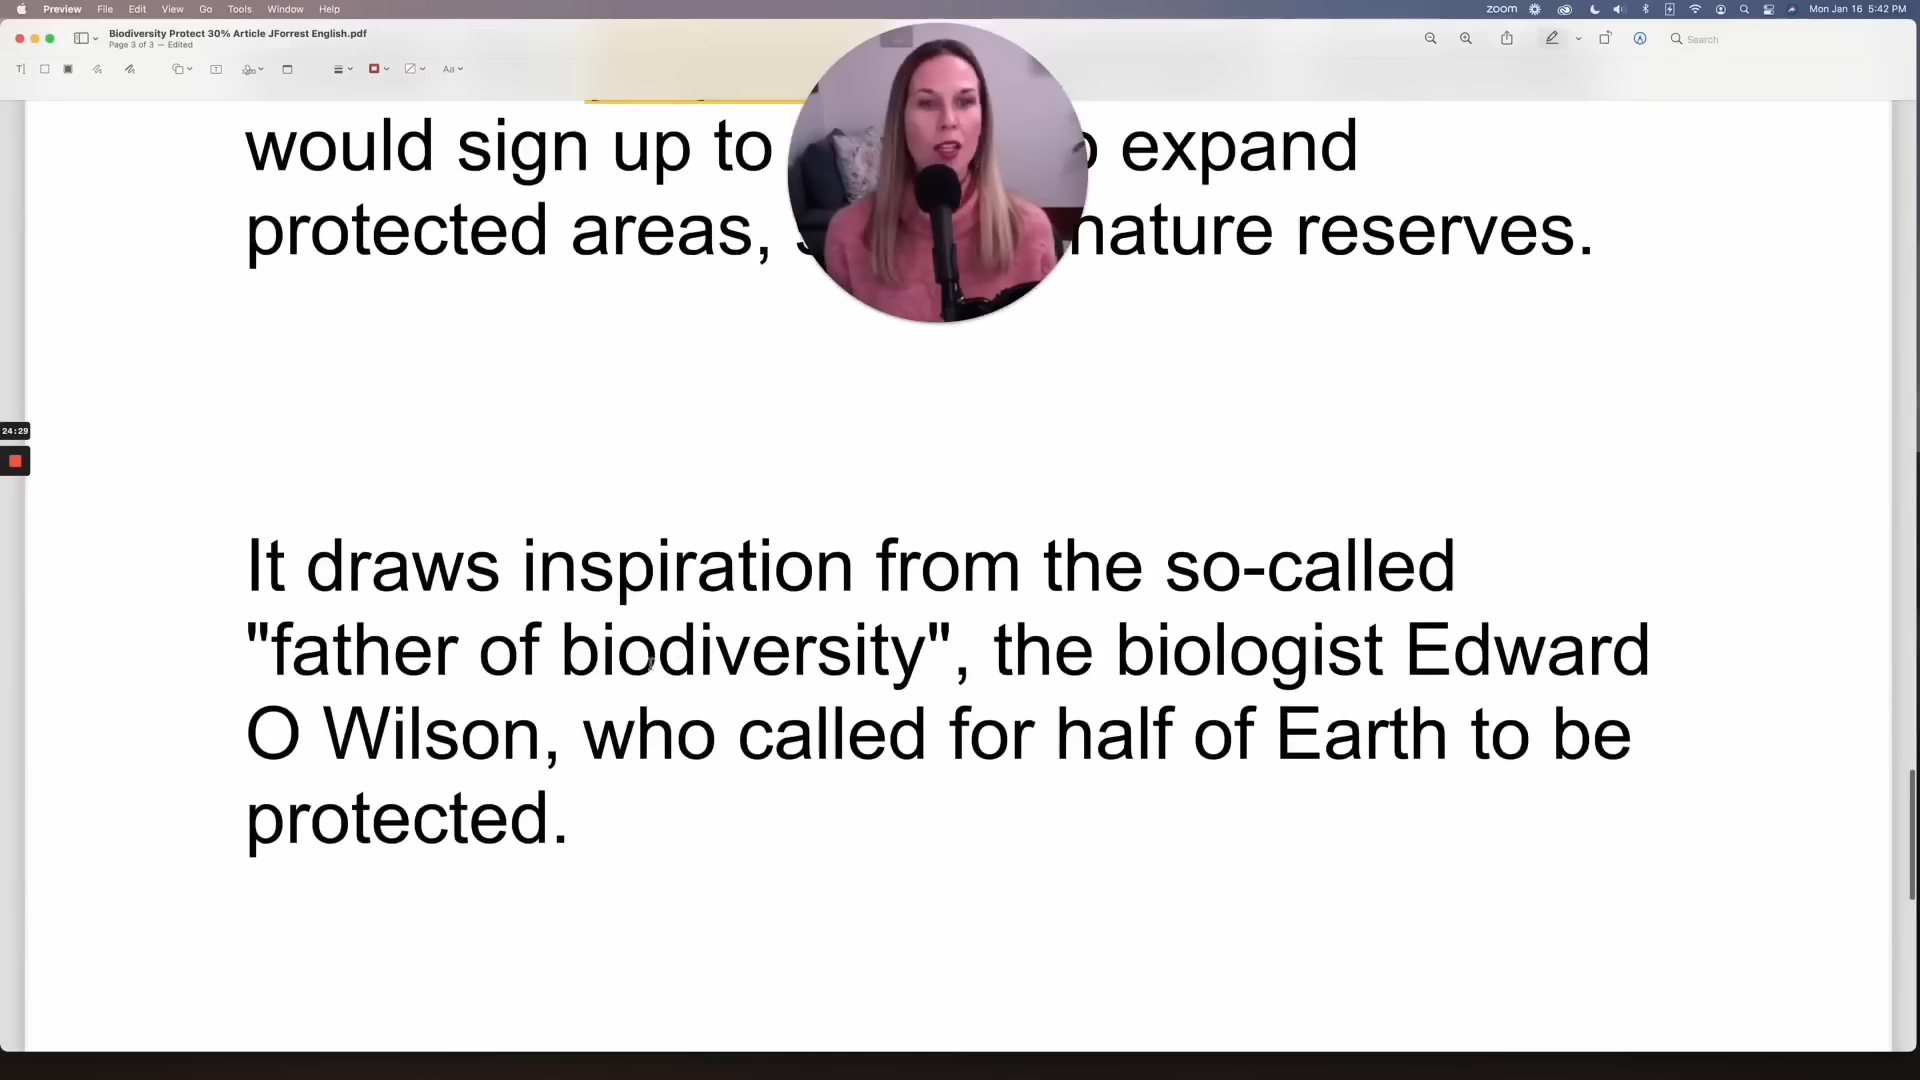 Preview File Edit View Go Tools Window Help zoom Mon Jan 16 5:42 PM
Biodiversity Protect 30% Article JForrest English.pdf
Page 3 of 3 — Edited
Search
Aa
would sign up to expand
protected areas, nature reserves.
24:29
It draws inspiration from the so-called
"father of biodiversity", the biologist Edward
O Wilson, who called for half of Earth to be
protected.